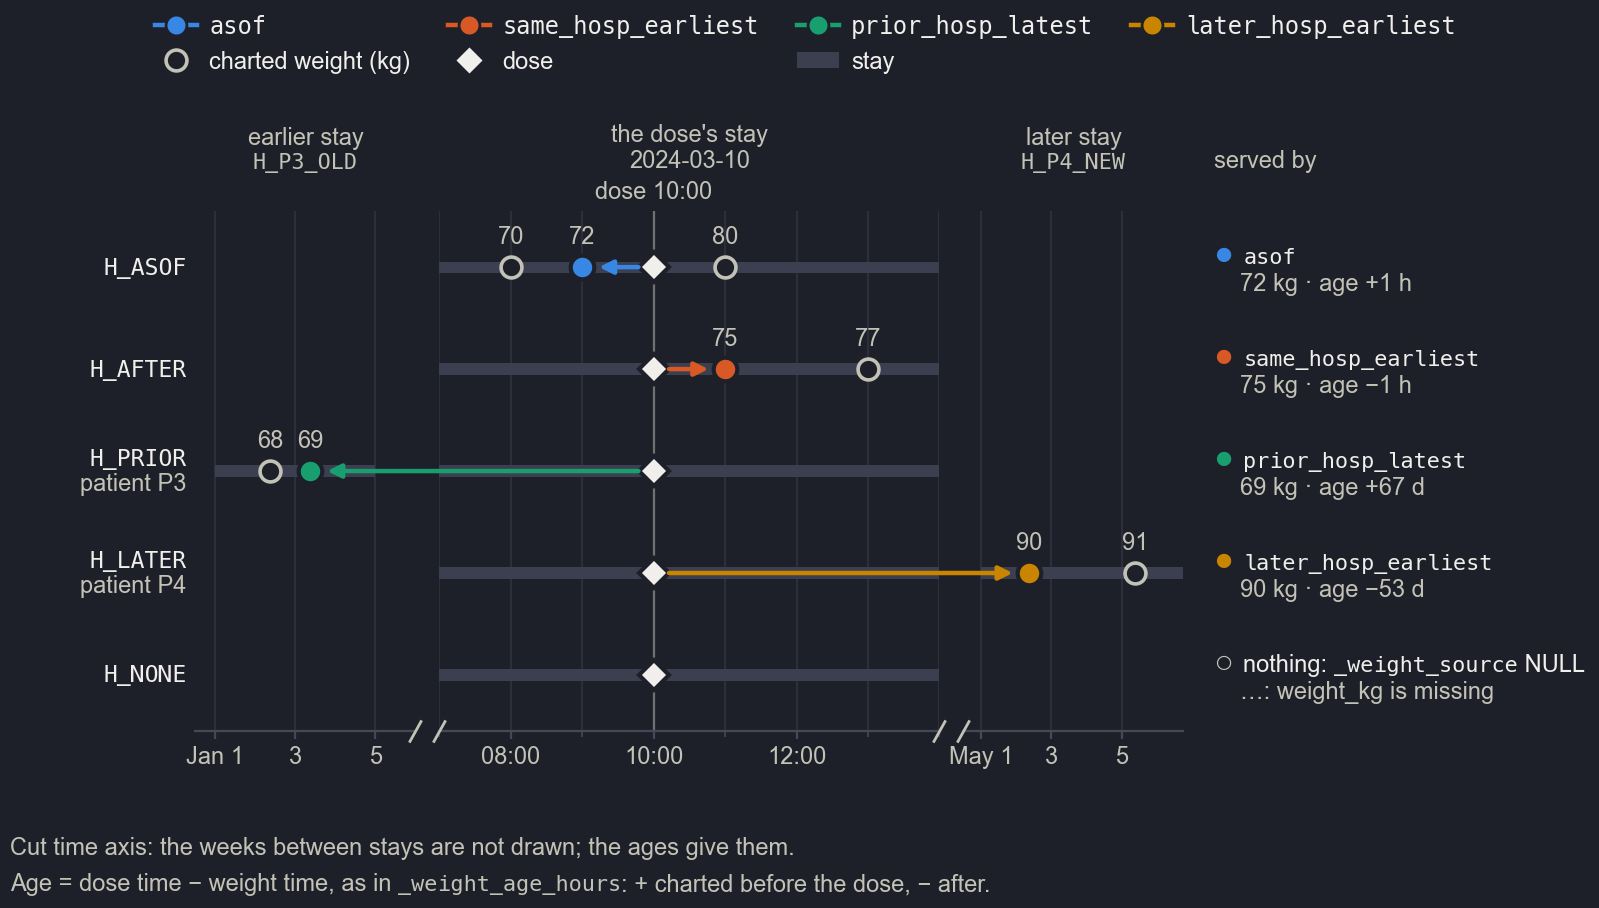 asof same_hosp_earliest prior_hosp_latest later_hosp_earliest
charted weight (kg) dose stay
earlier stay
H_P3_OLD
the dose's stay
2024-03-10
dose 10:00
later stay
H_P4_NEW
served by
H_ASOF
70 72 80
asof
72 kg · age +1 h
H_AFTER
75 77
same_hosp_earliest
75 kg · age −1 h
H_PRIOR
patient P3
68 69
prior_hosp_latest
69 kg · age +67 d
H_LATER
patient P4
90 91
later_hosp_earliest
90 kg · age −53 d
H_NONE
nothing: _weight_source NULL
…: weight_kg is missing
Jan 1 3 5 08:00 10:00 12:00 May 1 3 5
Cut time axis: the weeks between stays are not drawn; the ages give them.
Age = dose time − weight time, as in _weight_age_hours: + charted before the dose, − after.